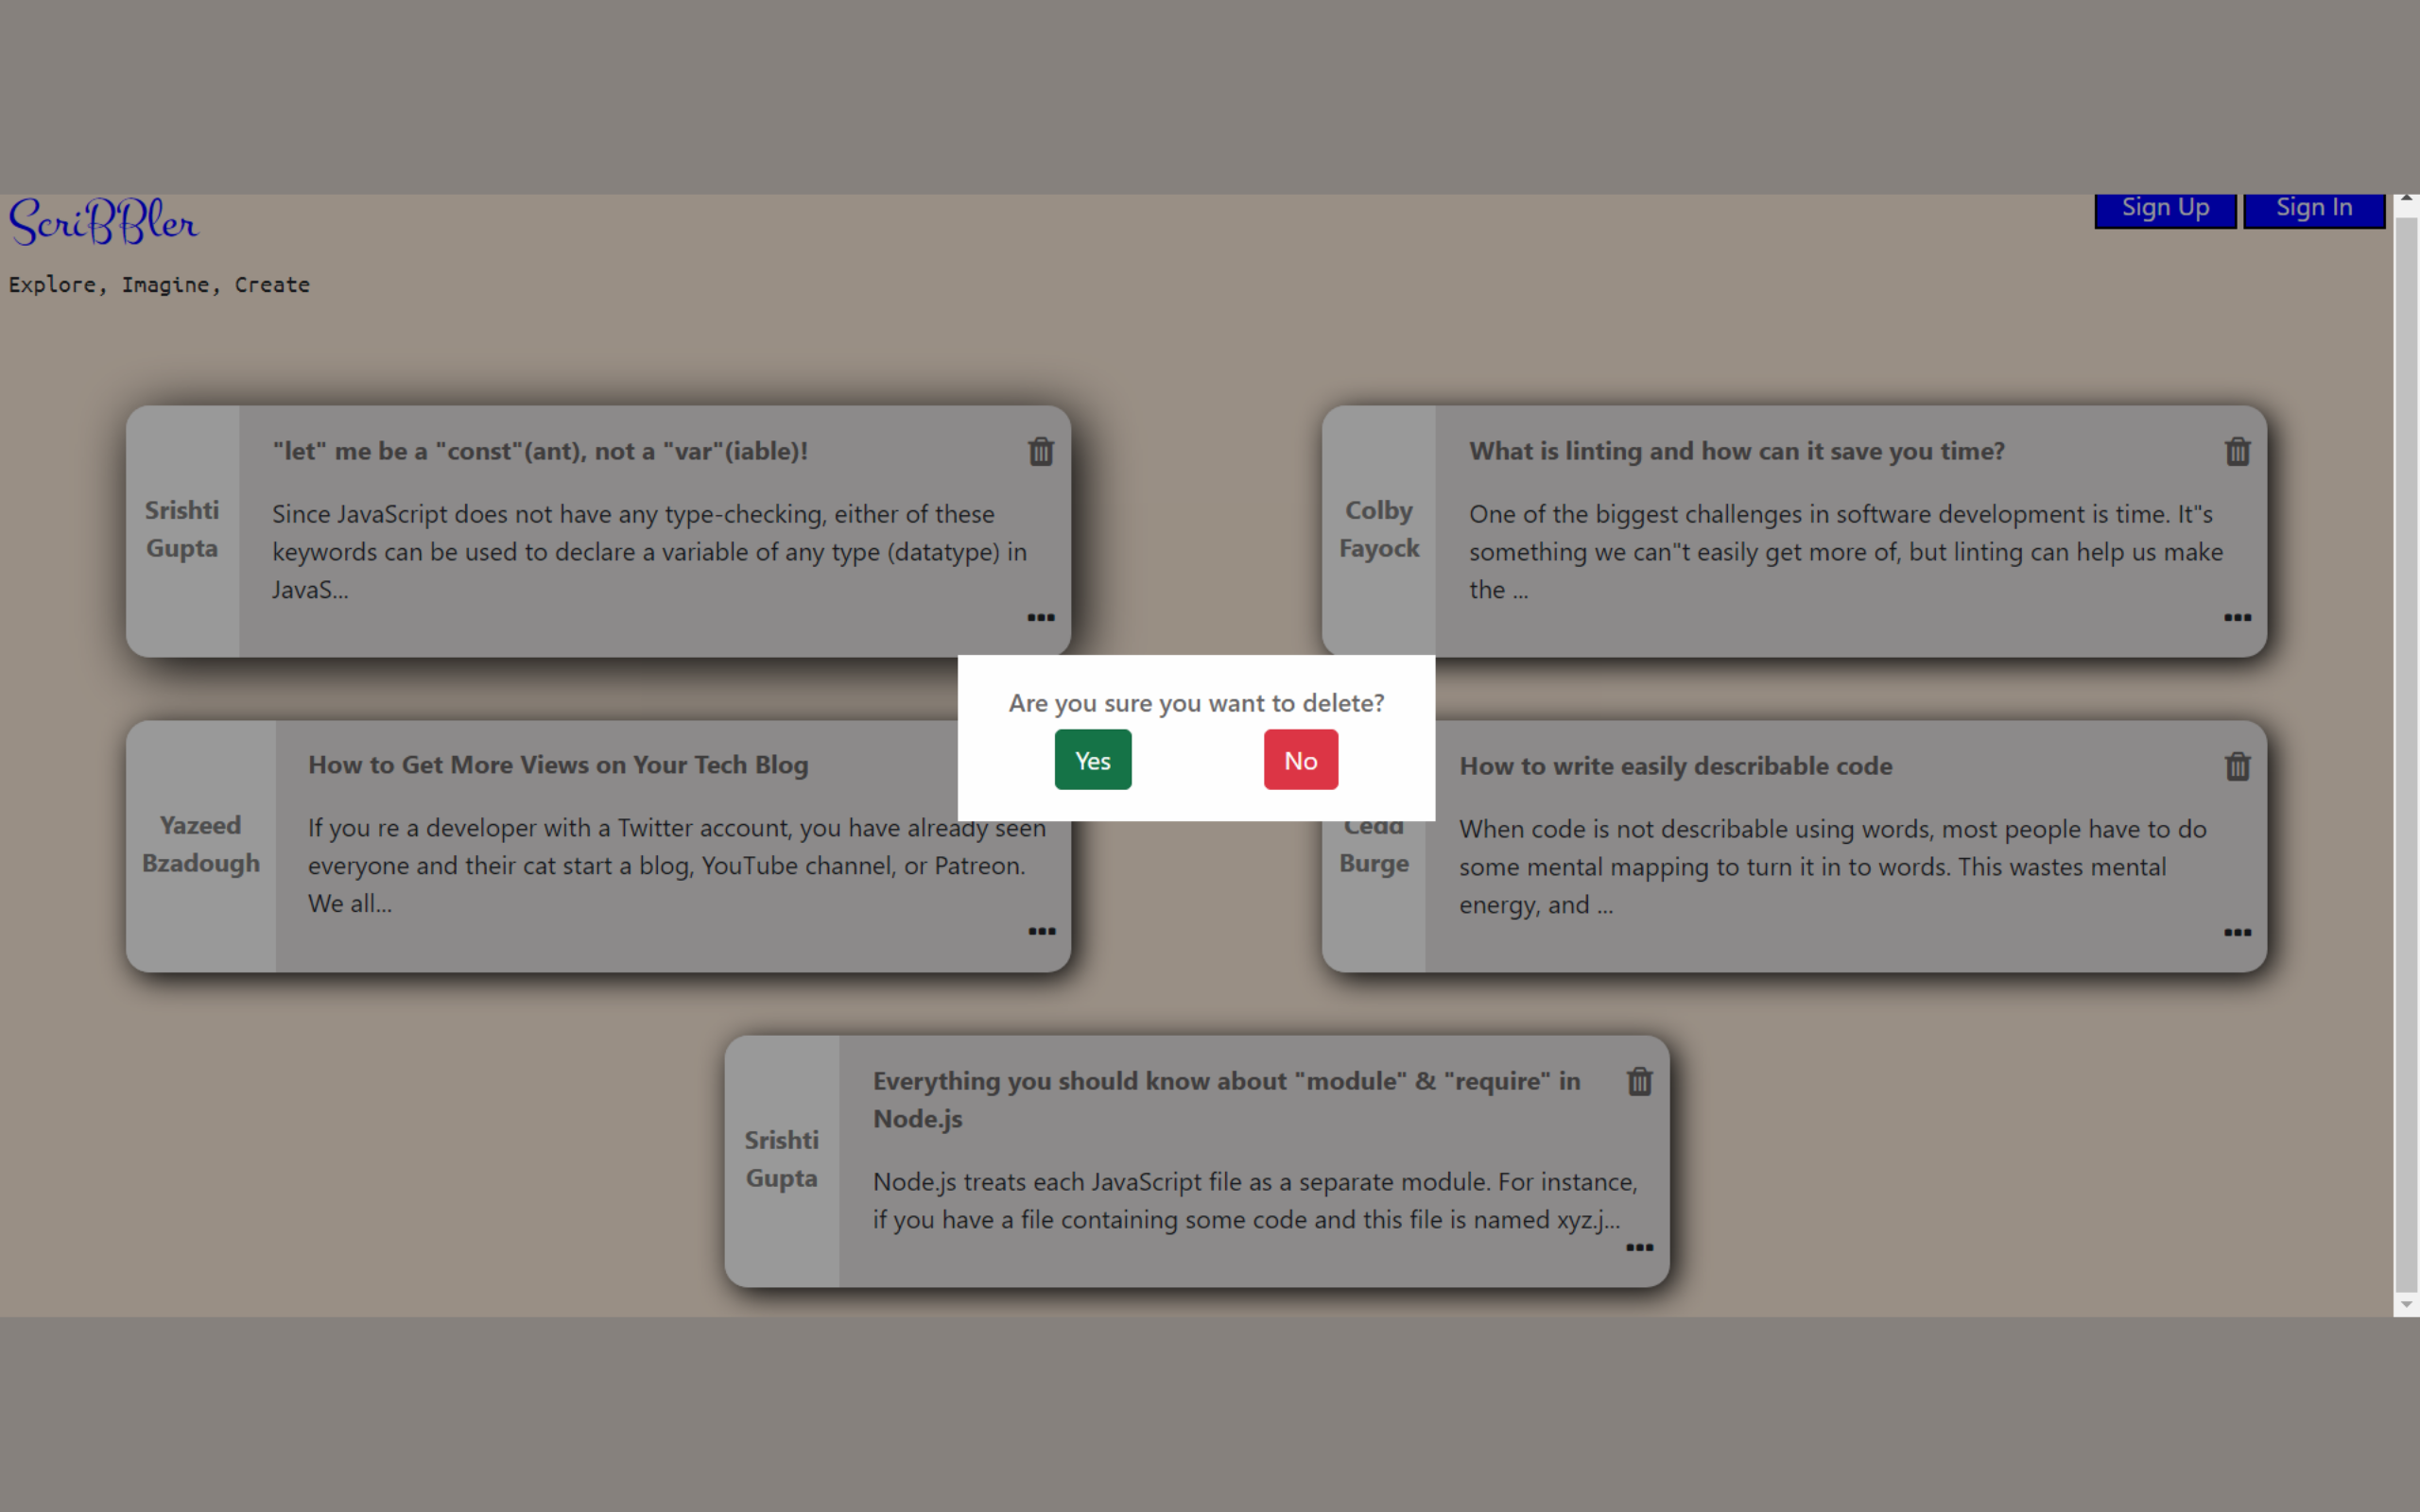 ScriBBler
Sign Up
Sign In
Explore, Imagine, Create
"let" me be a "const"(ant), not a "var"(iable)!
Srishti
Gupta
Since JavaScript does not have any type-checking, either of these
keywords can be used to declare a variable of any type (datatype) in
JavaS...
What is linting and how can it save you time?
Colby
Fayock
One of the biggest challenges in software development is time. It"s
something we can"t easily get more of, but linting can help us make
the ...
Are you sure you want to delete?
Yes
No
How to Get More Views on Your Tech Blog
Yazeed
Bzadough
If you re a developer with a Twitter account, you have already seen
everyone and their cat start a blog, YouTube channel, or Patreon.
We all...
How to write easily describable code
Cedd
Burge
When code is not describable using words, most people have to do
some mental mapping to turn it in to words. This wastes mental
energy, and ...
Everything you should know about "module" & "require" in
Node.js
Srishti
Gupta
Node.js treats each JavaScript file as a separate module. For instance,
if you have a file containing some code and this file is named xyz.j...